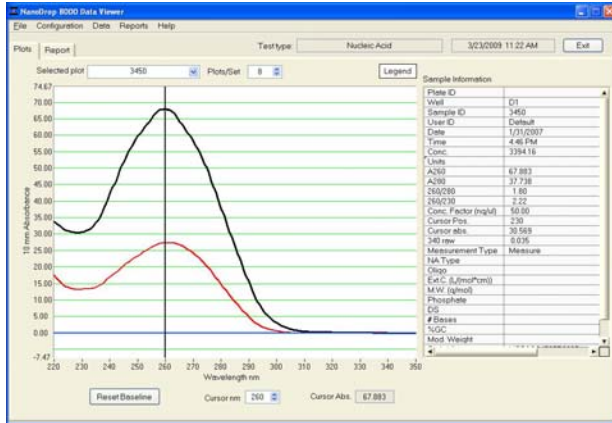 NanoDrop 8000 Data Viewer
File Configuration Data Reports Help
Plots Report Test type Nucleic Acid 3/23/2009 11:22 AM Exit
Selected plot 3450 Plots/Set 8 Legend
Sample Information
Plate ID
Well D1
Sample ID 3450
User ID Default
Date 1/31/2007
Time 4:46 PM
Conc. 3394.16
Units
A260 67.883
A280 37.738
260/280 1.80
260/230 2.22
Conc. Factor (ng/ul) 50.00
Cursor Pos. 230
Cursor abs. 30.569
340 raw 0.035
Measurement Type Measure
NA Type
Oligo
Ext.C. (L/(mol*cm))
M.W. (g/mol)
Phosphate
DS
# Bases
%GC
Mod. Weight
10 mm Absorbance
74.67
70.00
65.00
60.00
55.00
50.00
45.00
40.00
35.00
30.00
25.00
20.00
15.00
10.00
5.00
0.00
-7.47
220 230 240 250 260 270 280 290 300 310 320 330 340 350
Wavelength nm
Reset Baseline Cursor nm 260 Cursor Abs. 67.883